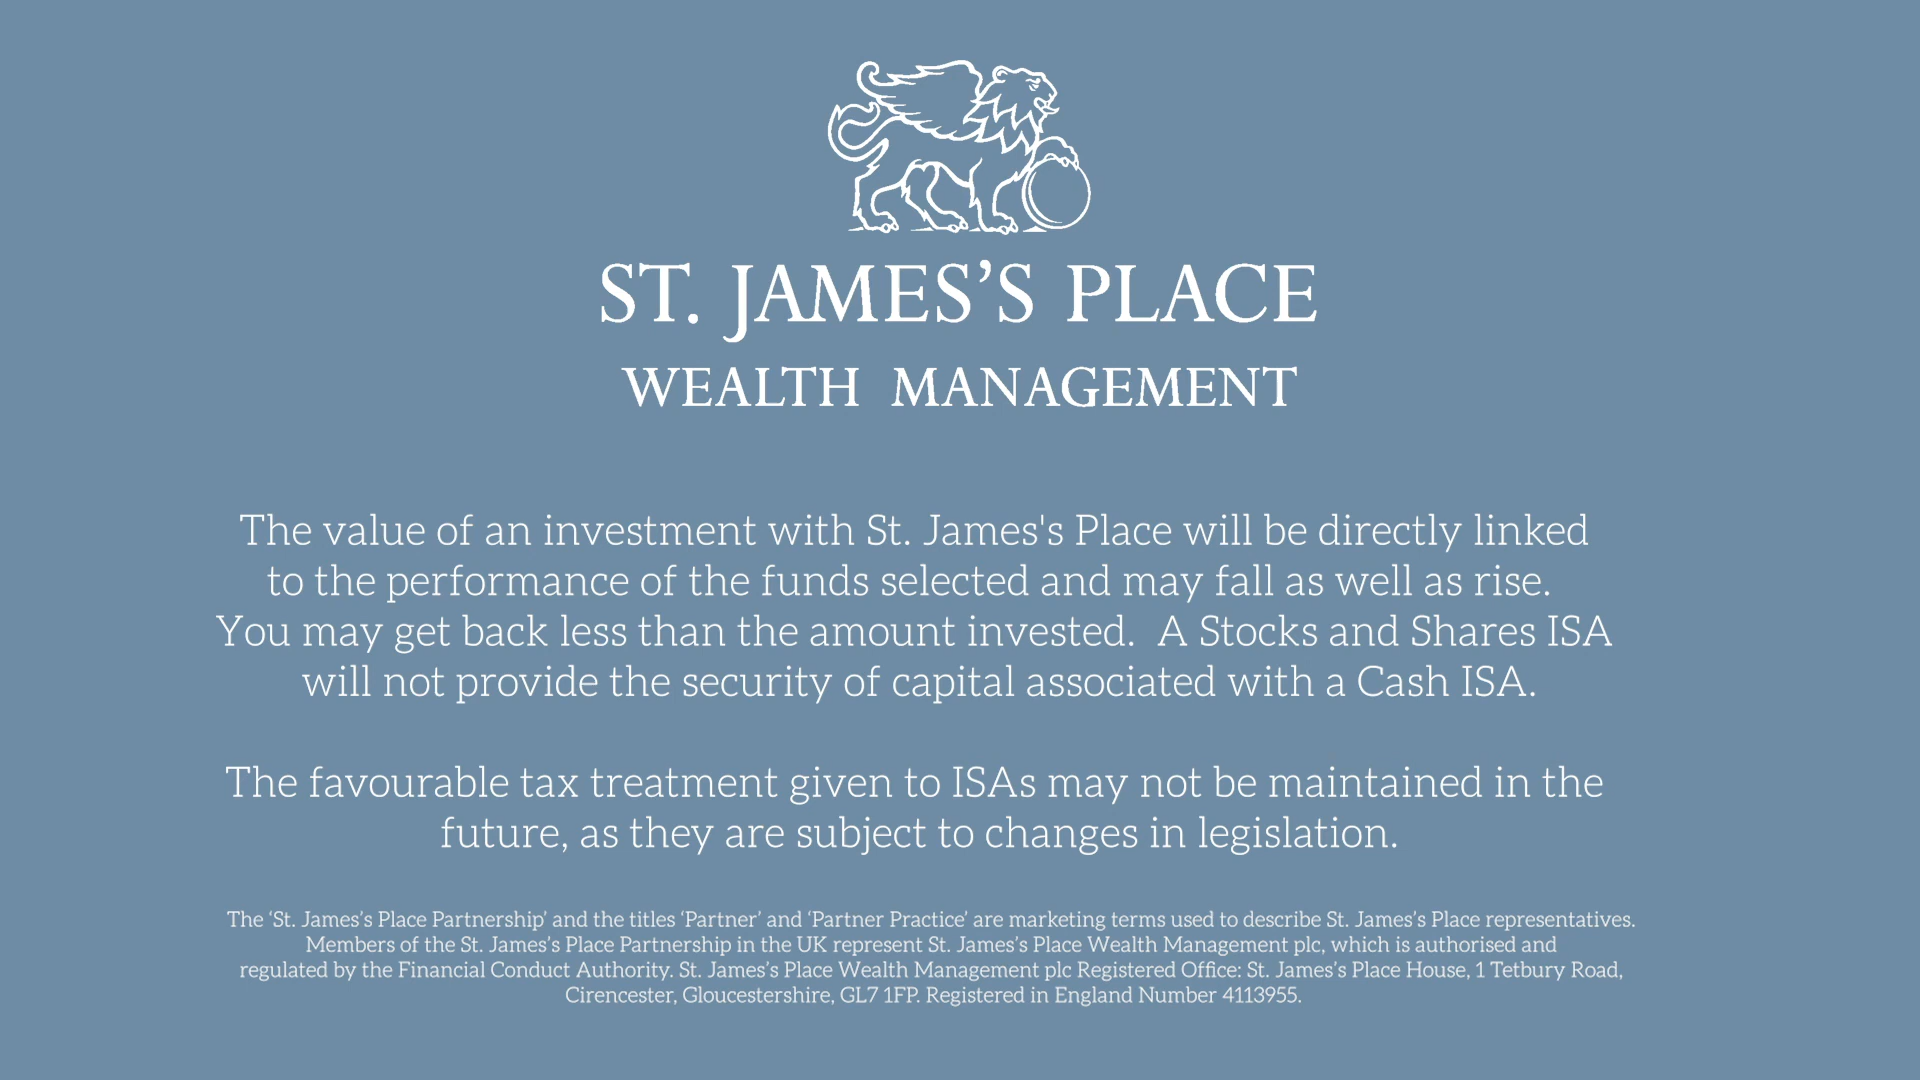 ST. JAMES’S PLACE
WEALTH MANAGEMENT
The value of an investment with St. James's Place will be directly linked
to the performance of the funds selected and may fall as well as rise.
You may get back less than the amount invested.  A Stocks and Shares ISA
will not provide the security of capital associated with a Cash ISA.
The favourable tax treatment given to ISAs may not be maintained in the
future, as they are subject to changes in legislation.
The ‘St. James’s Place Partnership’ and the titles ‘Partner’ and ‘Partner Practice’ are marketing terms used to describe St. James’s Place representatives.
Members of the St. James’s Place Partnership in the UK represent St. James’s Place Wealth Management plc, which is authorised and
regulated by the Financial Conduct Authority. St. James’s Place Wealth Management plc Registered Office: St. James’s Place House, 1 Tetbury Road,
Cirencester, Gloucestershire, GL7 1FP. Registered in England Number 4113955.